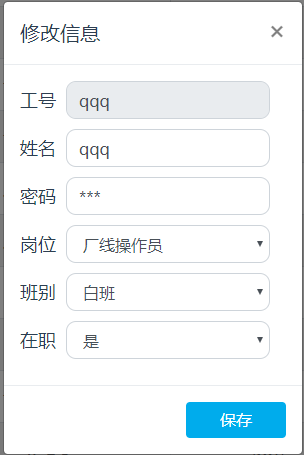 修改信息 ×
工号 qqq
姓名 qqq
密码 ***
岗位 厂线操作员
班别 白班
在职 是
保存